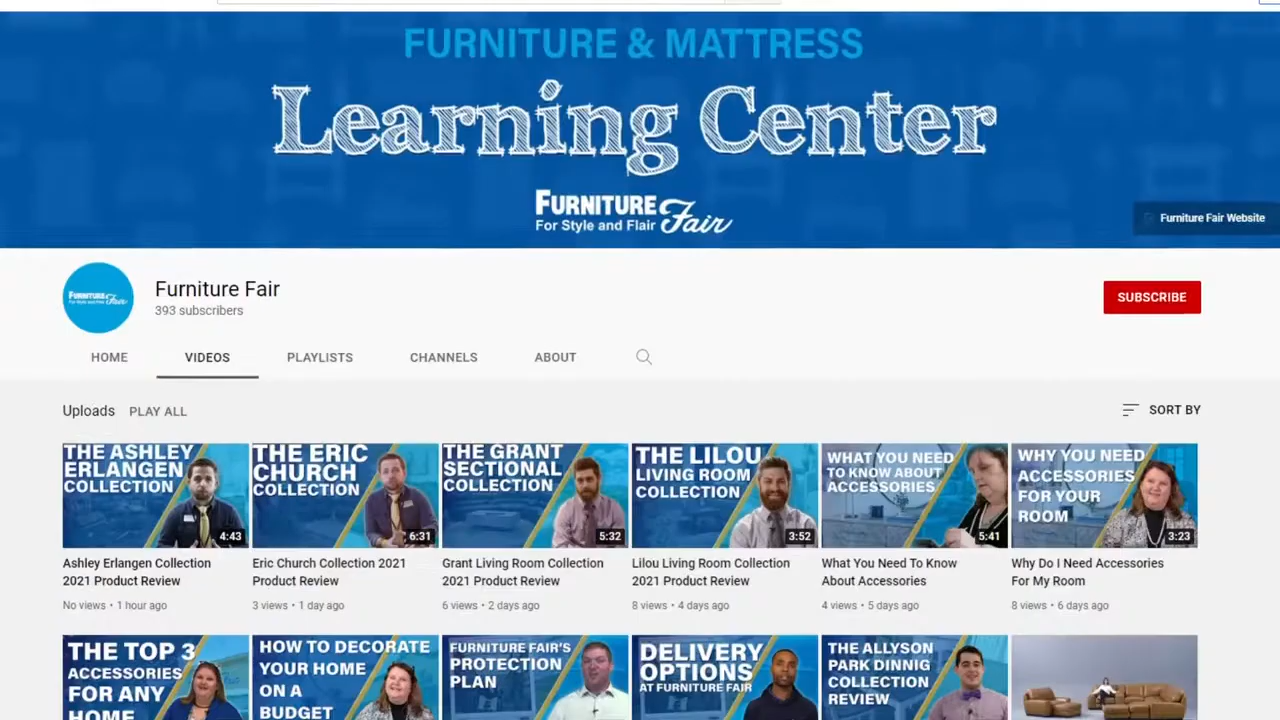 FURNITURE & MATTRESS
Learning Center
FURNITURE Fair
For Style and Flair
Furniture Fair Website
Furniture Fair
393 subscribers
SUBSCRIBE
HOME VIDEOS PLAYLISTS CHANNELS ABOUT
Uploads PLAY ALL SORT BY
THE ASHLEY
ERLANGEN
COLLECTION
4:43
THE ERIC
CHURCH
COLLECTION
6:31
THE GRANT
SECTIONAL
COLLECTION
5:32
THE LILOU
LIVING ROOM
COLLECTION
3:52
WHAT YOU NEED
TO KNOW ABOUT
ACCESSORIES
5:41
WHY YOU NEED
ACCESSORIES
FOR YOUR
ROOM
3:23
Ashley Erlangen Collection
2021 Product Review
No views • 1 hour ago
Eric Church Collection 2021
Product Review
3 views • 1 day ago
Grant Living Room Collection
2021 Product Review
6 views • 2 days ago
Lilou Living Room Collection
2021 Product Review
8 views • 4 days ago
What You Need To Know
About Accessories
4 views • 5 days ago
Why Do I Need Accessories
For My Room
8 views • 6 days ago
THE TOP 3
ACCESSORIES
FOR ANY
HOME
HOW TO DECORATE
YOUR HOME
ON A
BUDGET
FURNITURE FAIR'S
PROTECTION
PLAN
DELIVERY
OPTIONS
AT FURNITURE FAIR
THE ALLYSON
PARK DINNIG
COLLECTION
REVIEW